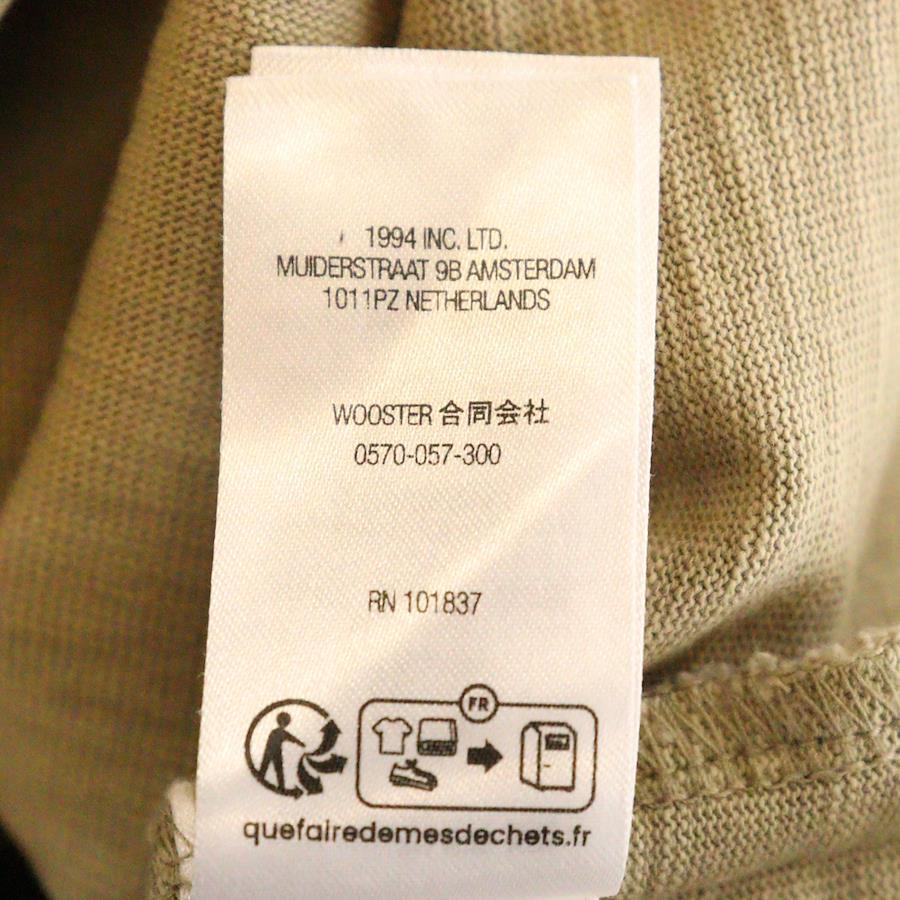 1994 INC. LTD.
MUIDERSTRAAT 9B AMSTERDAM
1011PZ NETHERLANDS
WOOSTER 合同会社
0570-057-300
RN 101837
FR
quefairedemesdechets.fr